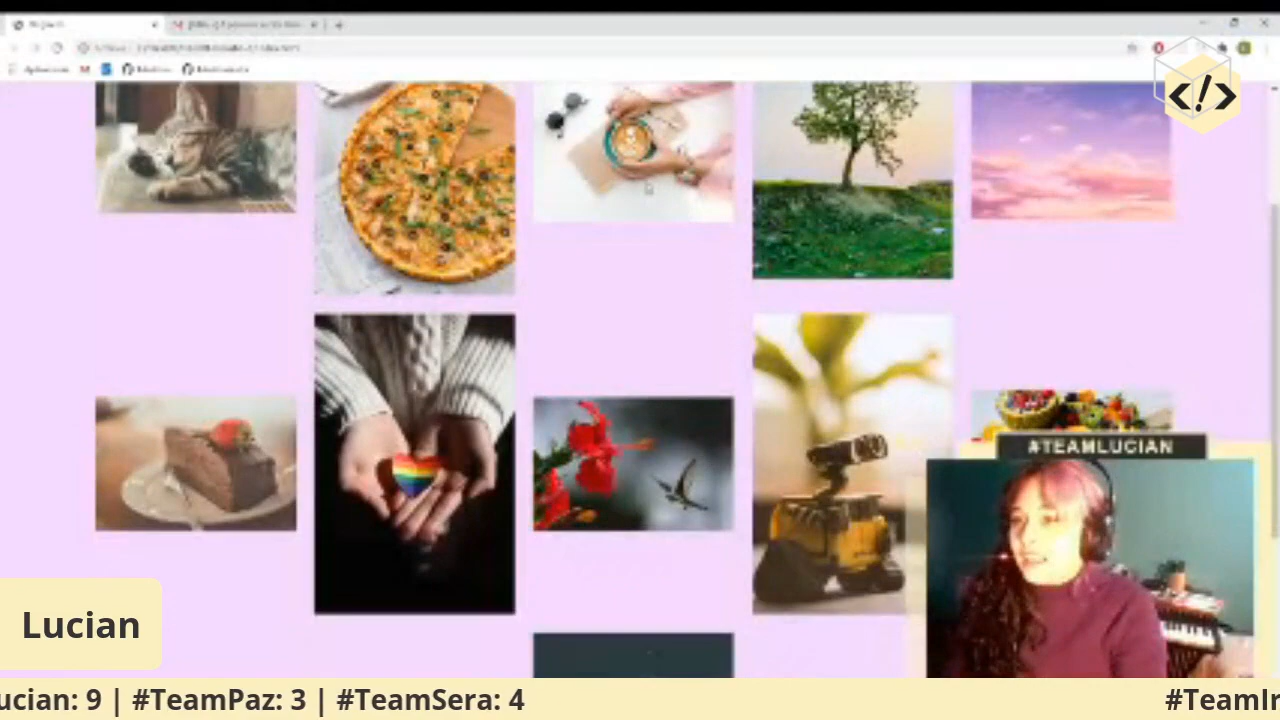 </!>
#TEAMLUCIAN
Lucian
ucian: 9 | #TeamPaz: 3 | #TeamSera: 4
#TeamIr